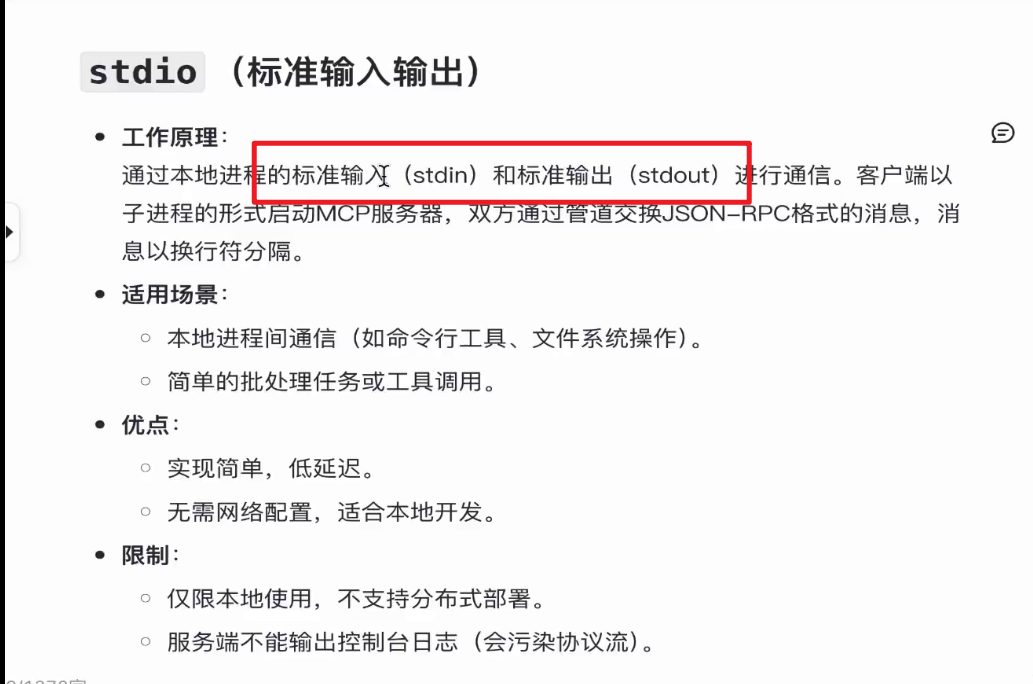 stdio （标准输入输出）
• 工作原理：
通过本地进程的标准输入（stdin）和标准输出（stdout）进行通信。客户端以
子进程的形式启动MCP服务器，双方通过管道交换JSON-RPC格式的消息，消
息以换行符分隔。
• 适用场景：
○ 本地进程间通信（如命令行工具、文件系统操作）。
○ 简单的批处理任务或工具调用。
• 优点：
○ 实现简单，低延迟。
○ 无需网络配置，适合本地开发。
• 限制：
○ 仅限本地使用，不支持分布式部署。
○ 服务端不能输出控制台日志（会污染协议流）。